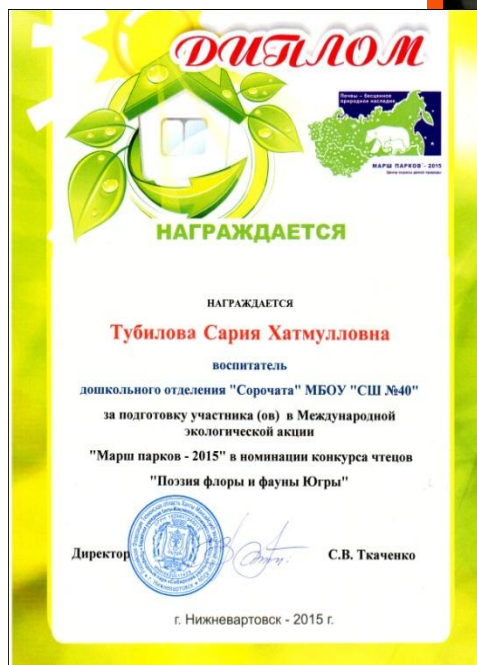 ДИПЛОМ
Почвы – бесценное
природное наследие
МАРШ ПАРКОВ - 2015
НАГРАЖДАЕТСЯ
НАГРАЖДАЕТСЯ
Тубилова Сария Хатмулловна
воспитатель
дошкольного отделения "Сорочата" МБОУ "СШ №40"
за подготовку участника (ов) в Международной
экологической акции
"Марш парков - 2015" в номинации конкурса чтецов
"Поэзия флоры и фауны Югры"
Директор С.В. Ткаченко
г. Нижневартовск - 2015 г.